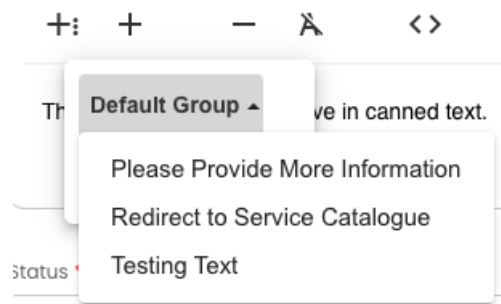 Th
Default Group
ve in canned text.
Please Provide More Information
Redirect to Service Catalogue
Testing Text
Status *